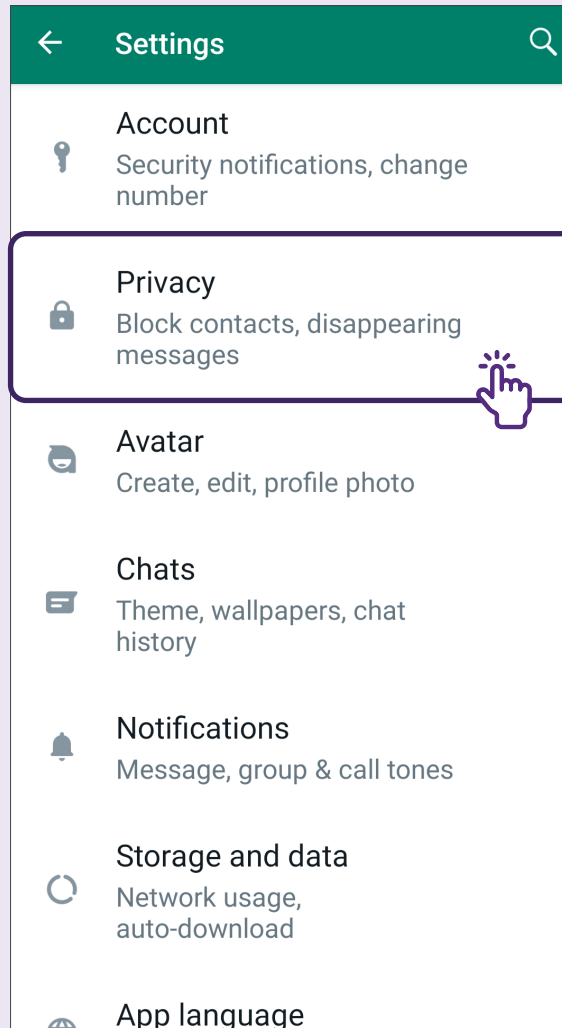 Settings
Account
Security notifications, change
number
Privacy
Block contacts, disappearing
messages
Avatar
Create, edit, profile photo
Chats
Theme, wallpapers, chat
history
Notifications
Message, group & call tones
Storage and data
Network usage,
auto-download
App language